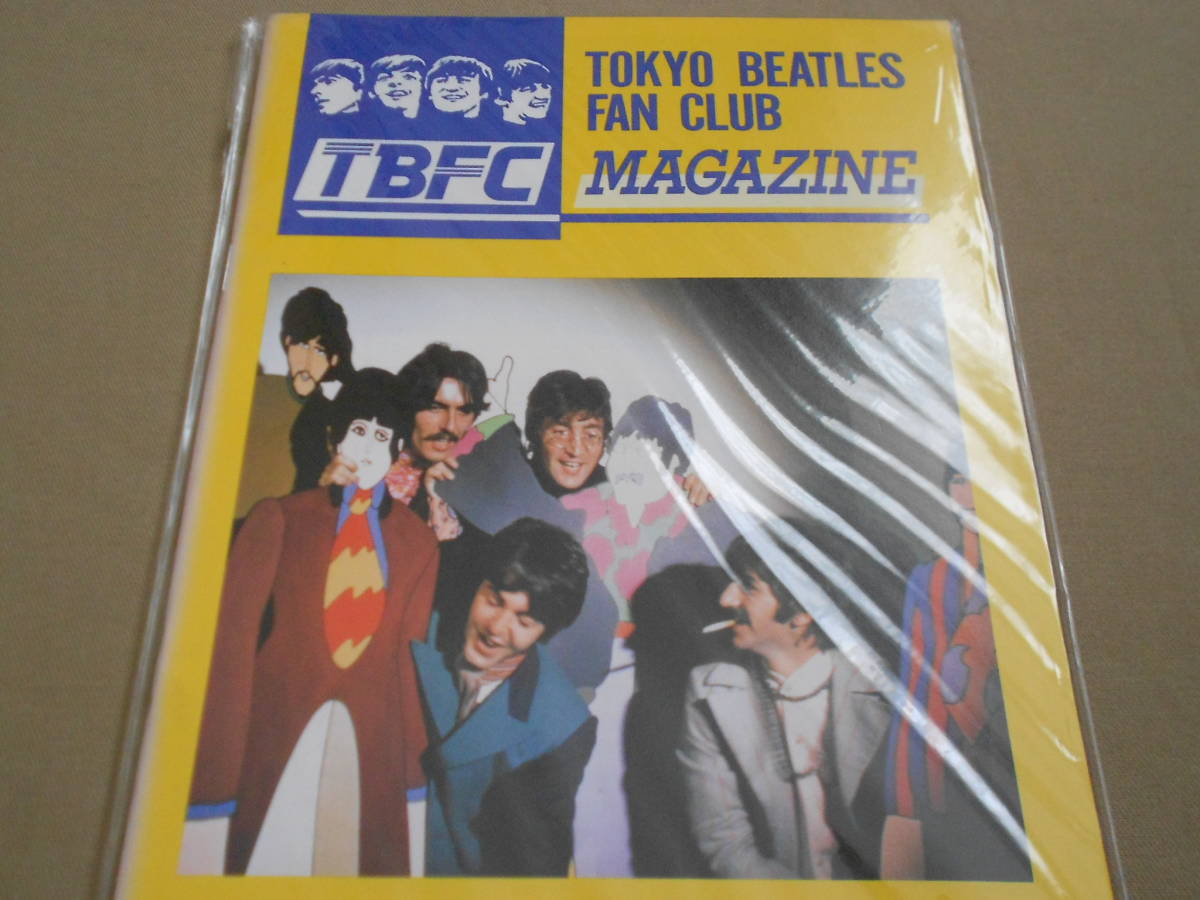 TBFC
TOKYO BEATLES
FAN CLUB
MAGAZINE